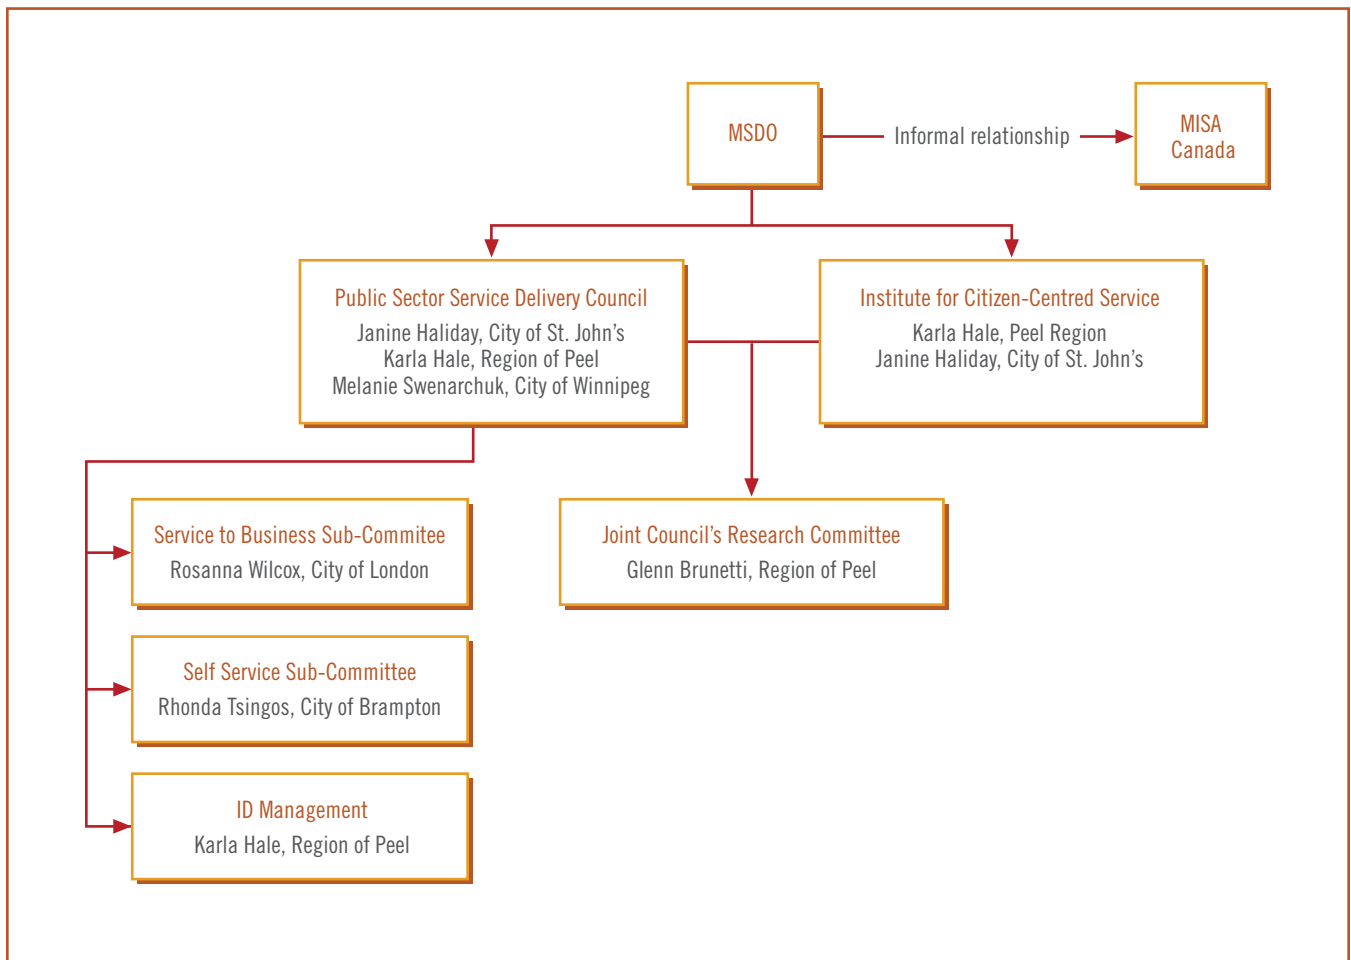 MSDO
Informal relationship
MISA
Canada
Public Sector Service Delivery Council
Janine Haliday, City of St. John’s
Karla Hale, Region of Peel
Melanie Swenarchuk, City of Winnipeg
Institute for Citizen-Centred Service
Karla Hale, Peel Region
Janine Haliday, City of St. John’s
Service to Business Sub-Commitee
Rosanna Wilcox, City of London
Joint Council’s Research Committee
Glenn Brunetti, Region of Peel
Self Service Sub-Committee
Rhonda Tsingos, City of Brampton
ID Management
Karla Hale, Region of Peel